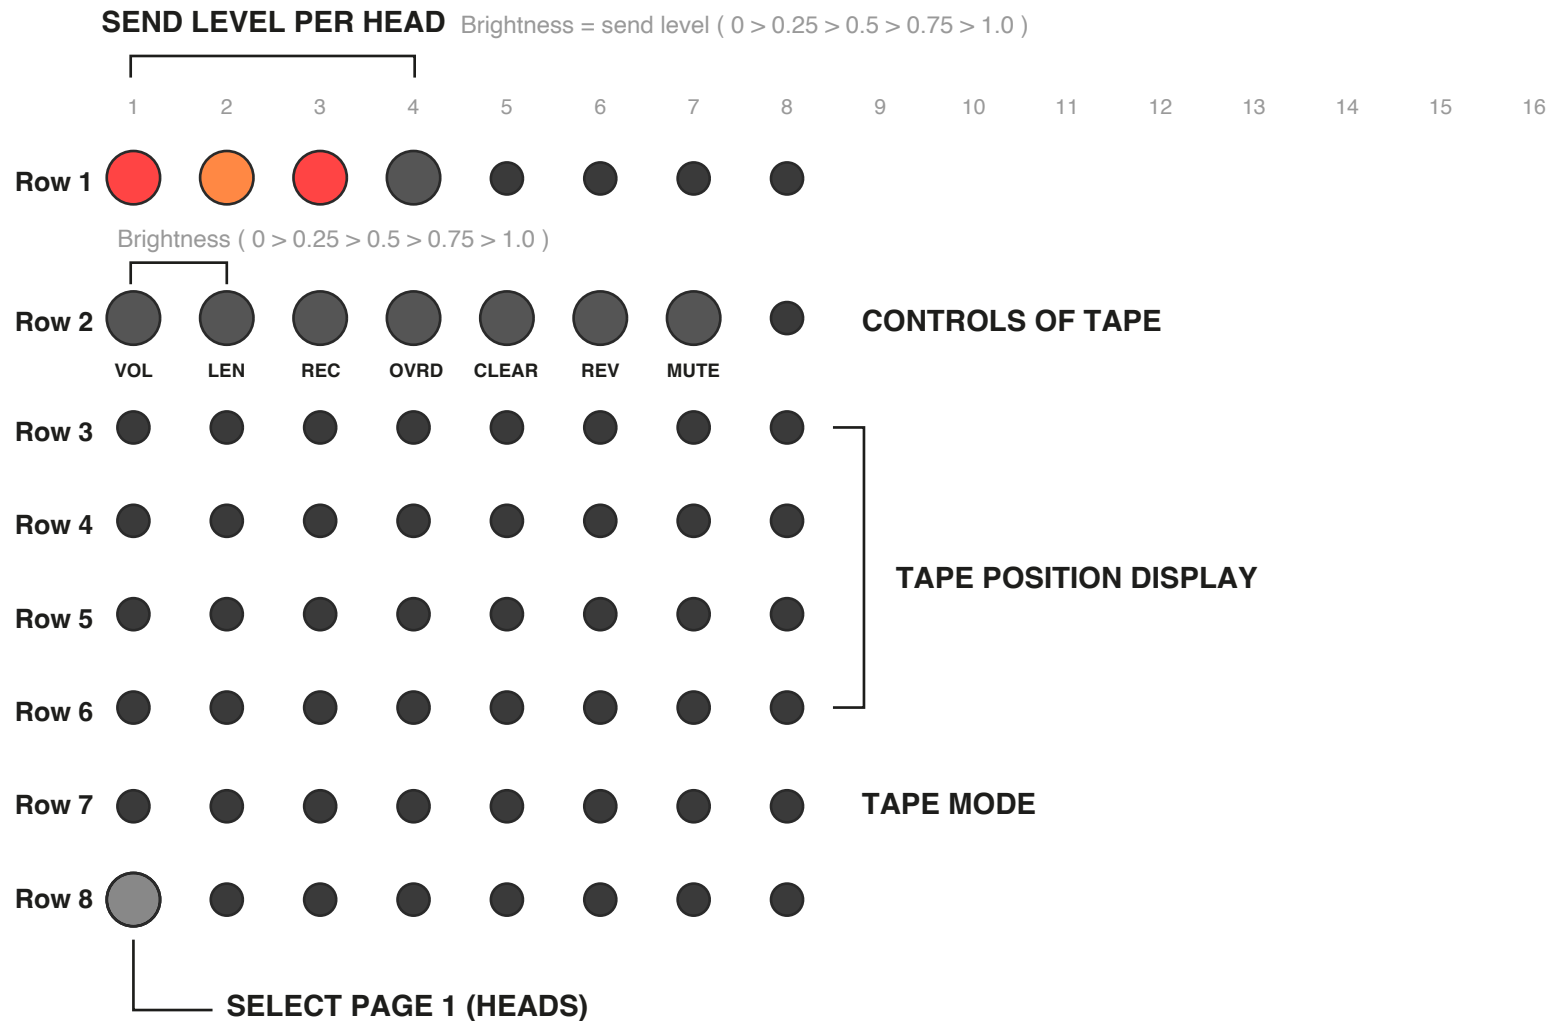 SEND LEVEL PER HEAD Brightness = send level ( 0 > 0.25 > 0.5 > 0.75 > 1.0 )
1 2 3 4 5 6 7 8 9 10 11 12 13 14 15 16
Row 1
Brightness ( 0 > 0.25 > 0.5 > 0.75 > 1.0 )
Row 2 CONTROLS OF TAPE
VOL LEN REC OVRD CLEAR REV MUTE
Row 3
Row 4
TAPE POSITION DISPLAY
Row 5
Row 6
Row 7 TAPE MODE
Row 8
SELECT PAGE 1 (HEADS)